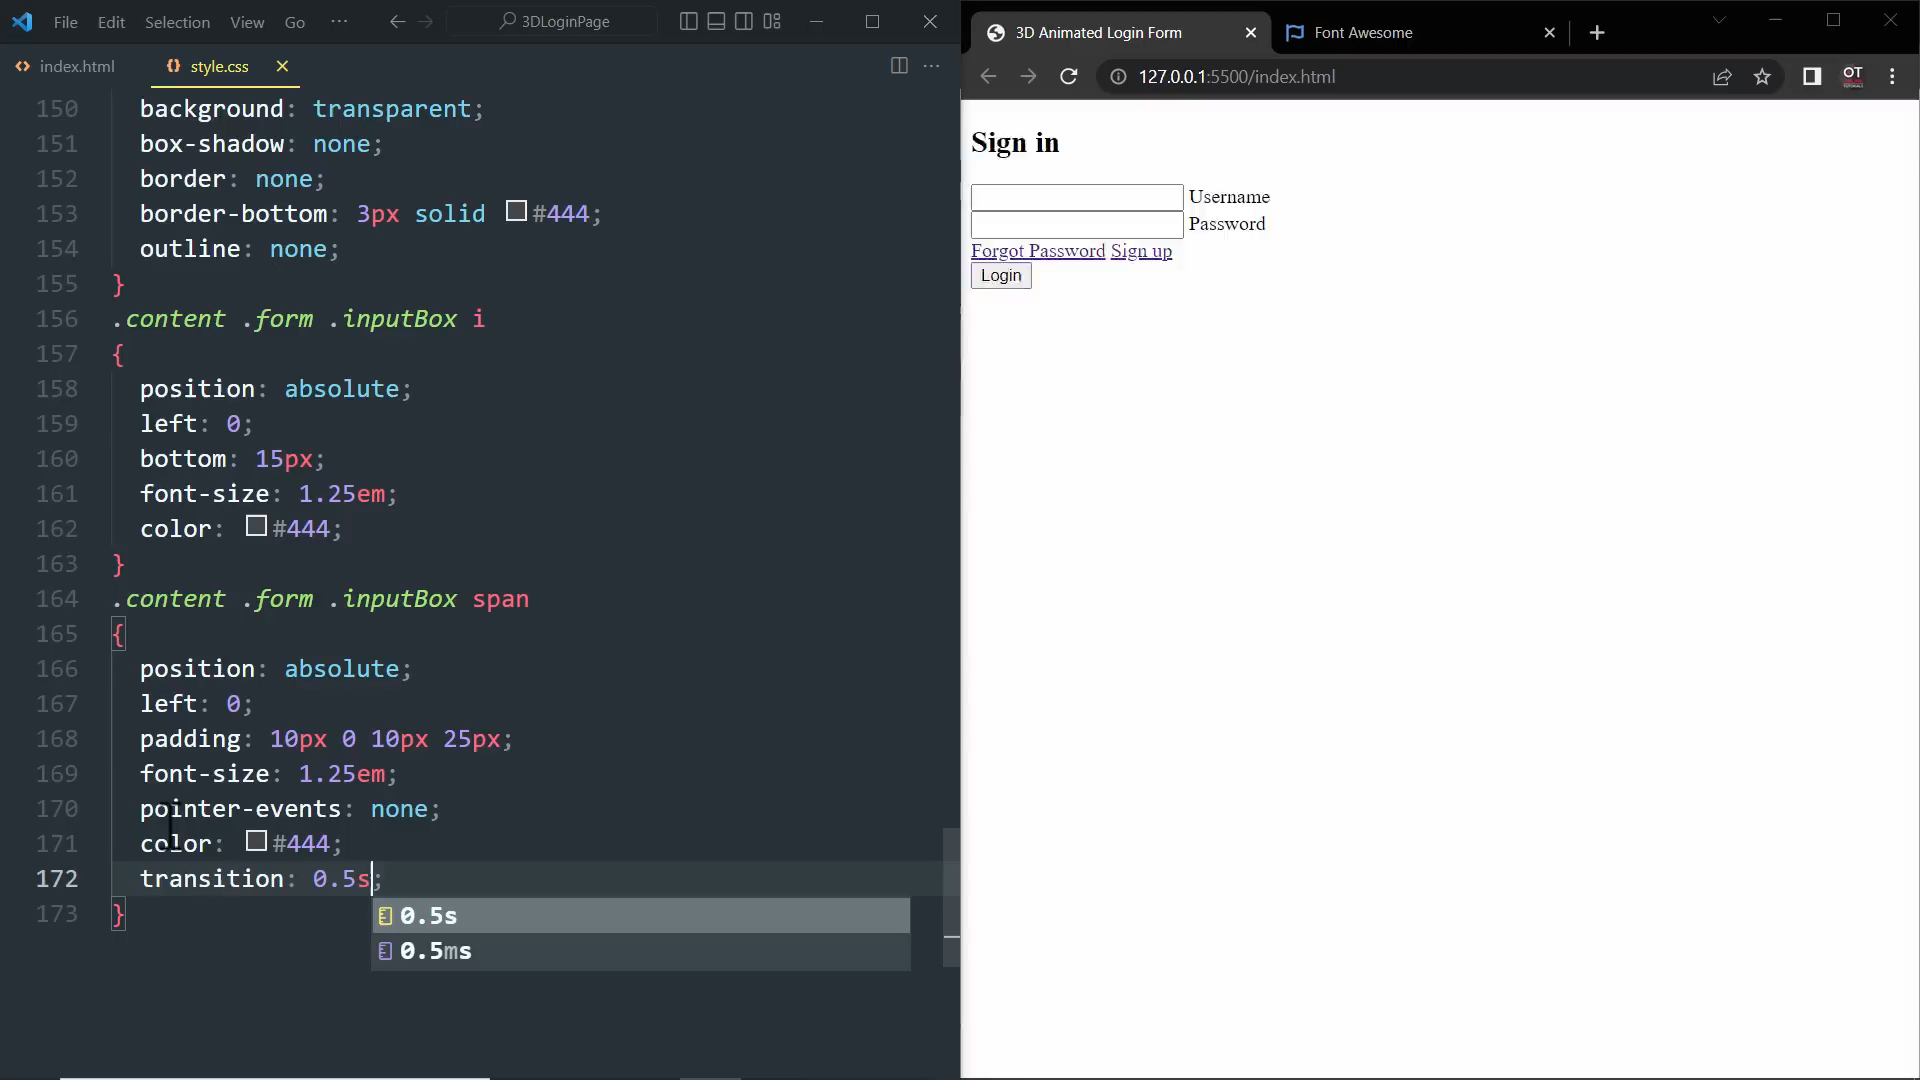 File Edit Selection View Go ··· 3DLoginPage
index.html style.css
150 background: transparent;
151 box-shadow: none;
152 border: none;
153 border-bottom: 3px solid #444;
154 outline: none;
155 }
156 .content .form .inputBox i
157 {
158 position: absolute;
159 left: 0;
160 bottom: 15px;
161 font-size: 1.25em;
162 color: #444;
163 }
164 .content .form .inputBox span
165 {
166 position: absolute;
167 left: 0;
168 padding: 10px 0 10px 25px;
169 font-size: 1.25em;
170 pointer-events: none;
171 color: #444;
172 transition: 0.5s;
173 }
0.5s
0.5ms
3D Animated Login Form Font Awesome
127.0.0.1:5500/index.html OT
Sign in
Username
Password
Forgot Password Sign up
Login